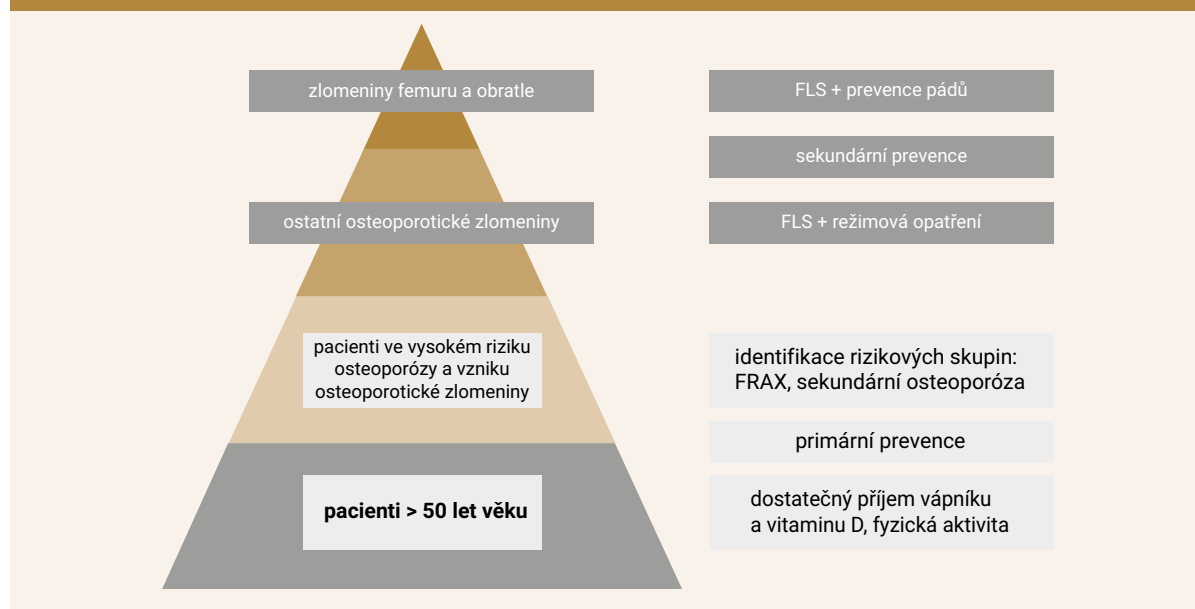 zlomeniny femuru a obratle
FLS + prevence pádů
sekundární prevence
ostatní osteoporotické zlomeniny
FLS + režimová opatření
pacienti ve vysokém riziku
osteoporózy a vzniku
osteoporotické zlomeniny
identifikace rizikových skupin:
FRAX, sekundární osteoporóza
primární prevence
pacienti > 50 let věku
dostatečný příjem vápníku
a vitaminu D, fyzická aktivita